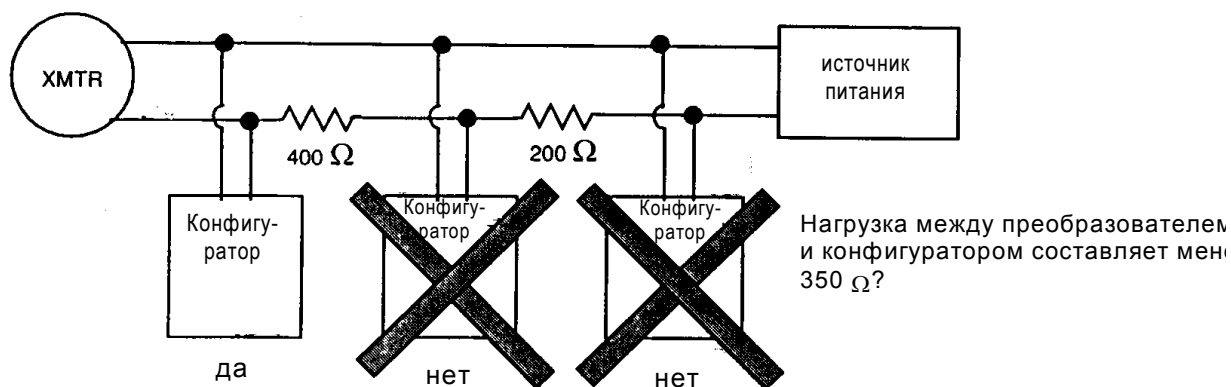 XMTR
источник
питания
400 Ω
200 Ω
Конфигу-
ратор
Конфигу-
ратор
Конфигу-
ратор
Нагрузка между преобразователем
и конфигуратором составляет мен
350 Ω?
да
нет
нет